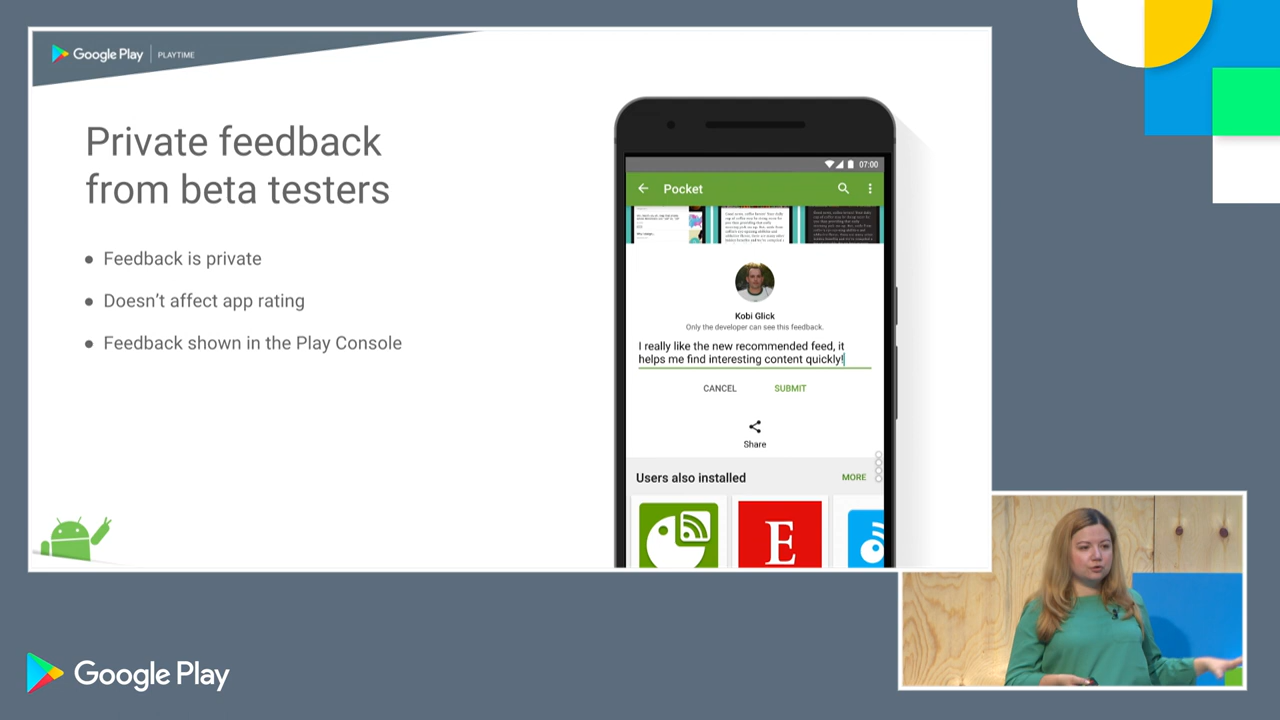 Google Play | PLAYTIME
Private feedback
from beta testers
Feedback is private
Doesn’t affect app rating
Feedback shown in the Play Console
07:00
Pocket
Kobi Glick
Only the developer can see this feedback.
I really like the new recommended feed, it
helps me find interesting content quickly!
CANCEL SUBMIT
Share
Users also installed MORE
E
Google Play